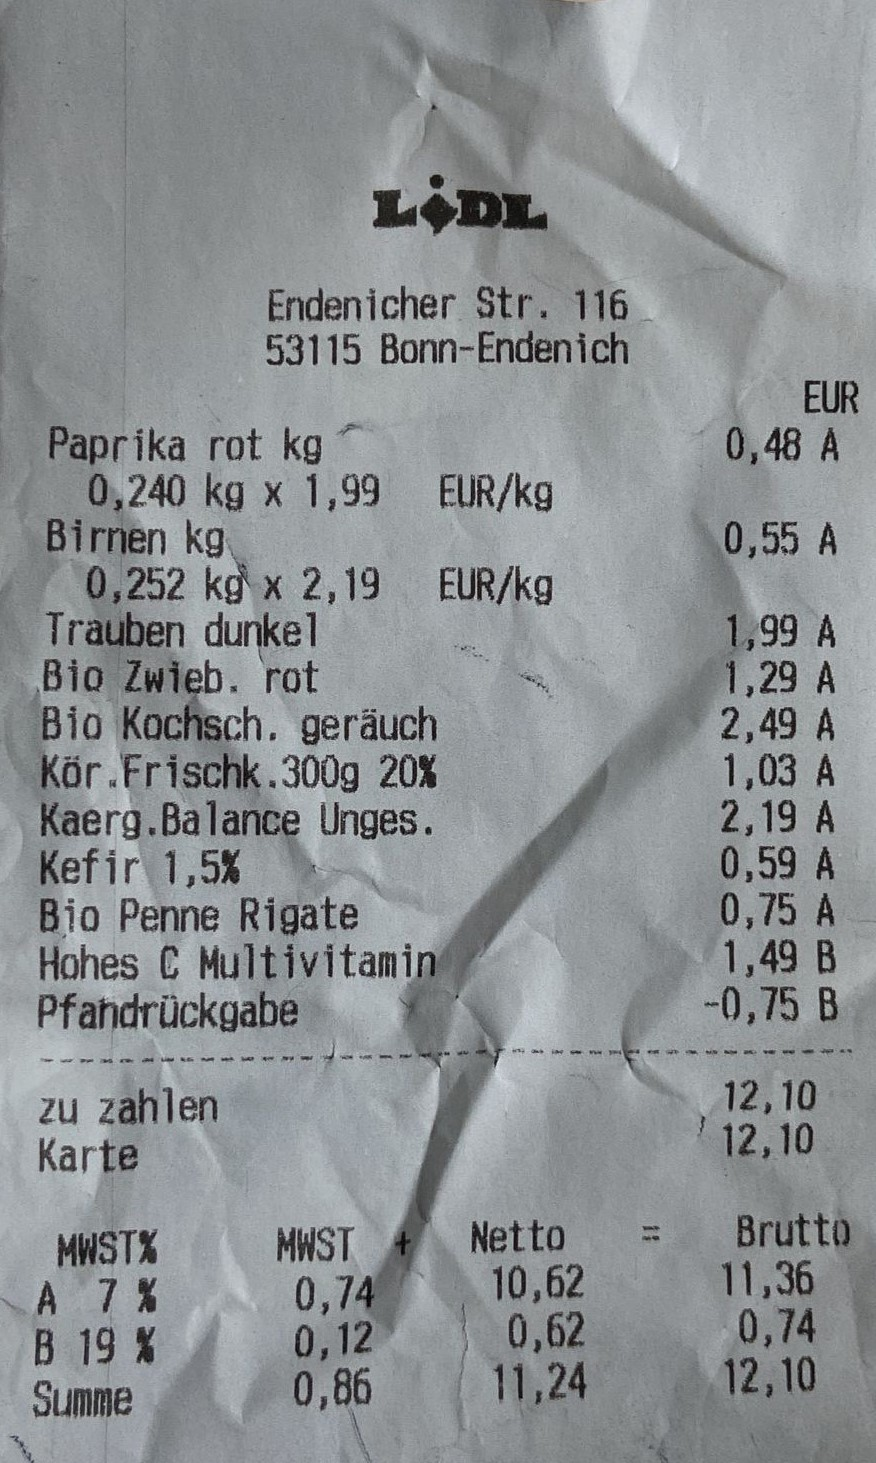 LiDL
Endenicher Str. 116
53115 Bonn-Endenich
EUR
Paprika rot kg 0,48 A
0,240 kg x 1,99 EUR/kg
Birnen kg 0,55 A
0,252 kg x 2,19 EUR/kg
Trauben dunkel 1,99 A
Bio Zwieb. rot 1,29 A
Bio Kochsch. geräuch 2,49 A
Kör.Frischk.300g 20% 1,03 A
Kaerg.Balance Unges. 2,19 A
Kefir 1,5% 0,59 A
Bio Penne Rigate 0,75 A
Hohes C Multivitamin 1,49 B
Pfandrückgabe -0,75 B
zu zahlen 12,10
Karte 12,10
MWST% MWST + Netto = Brutto
A 7 % 0,74 10,62 11,36
B 19 % 0,12 0,62 0,74
Summe 0,86 11,24 12,10